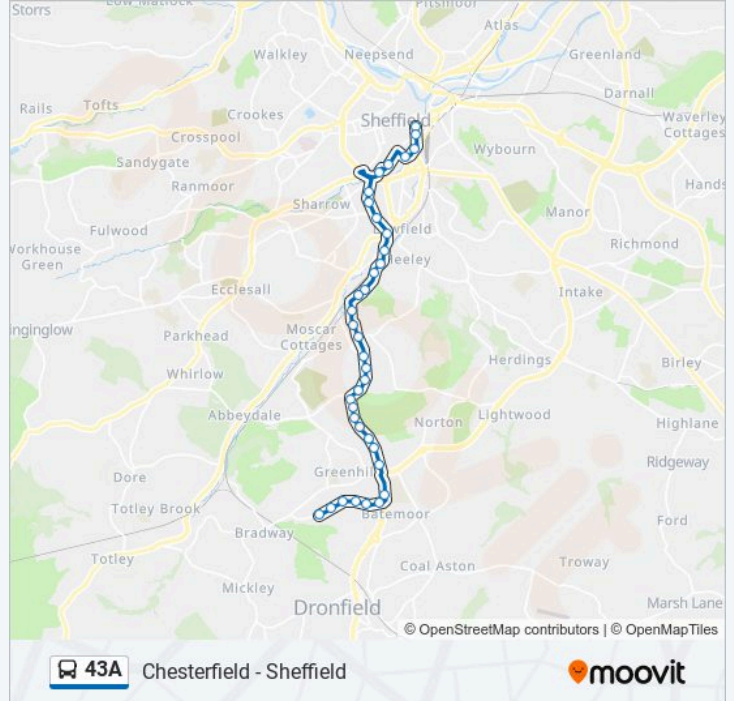 Storrs
Low Matlock
Pitsmoor
Atlas
Walkley
Neepsend
Greenland
Darnall
Rails
Tofts
Crookes
Sheffield
Waverley
Cottages
Crosspool
Wybourn
Sandygate
Ranmoor
Hands
Sharrow
Manor
Fulwood
Lowfield
Richmond
Workhouse
Green
Heeley
Ecclesall
Intake
inginglow
Parkhead
Moscar
Cottages
Whirlow
Herdings
Birley
Abbeydale
Norton
Lightwood
Highlane
Dore
Greenhill
Ridgeway
Totley Brook
Batemoor
Ford
Bradway
Totley
Coal Aston
Troway
Mickley
Dronfield
Marsh Lane
© OpenStreetMap contributors | © OpenMapTiles
43A Chesterfield - Sheffield
moovit